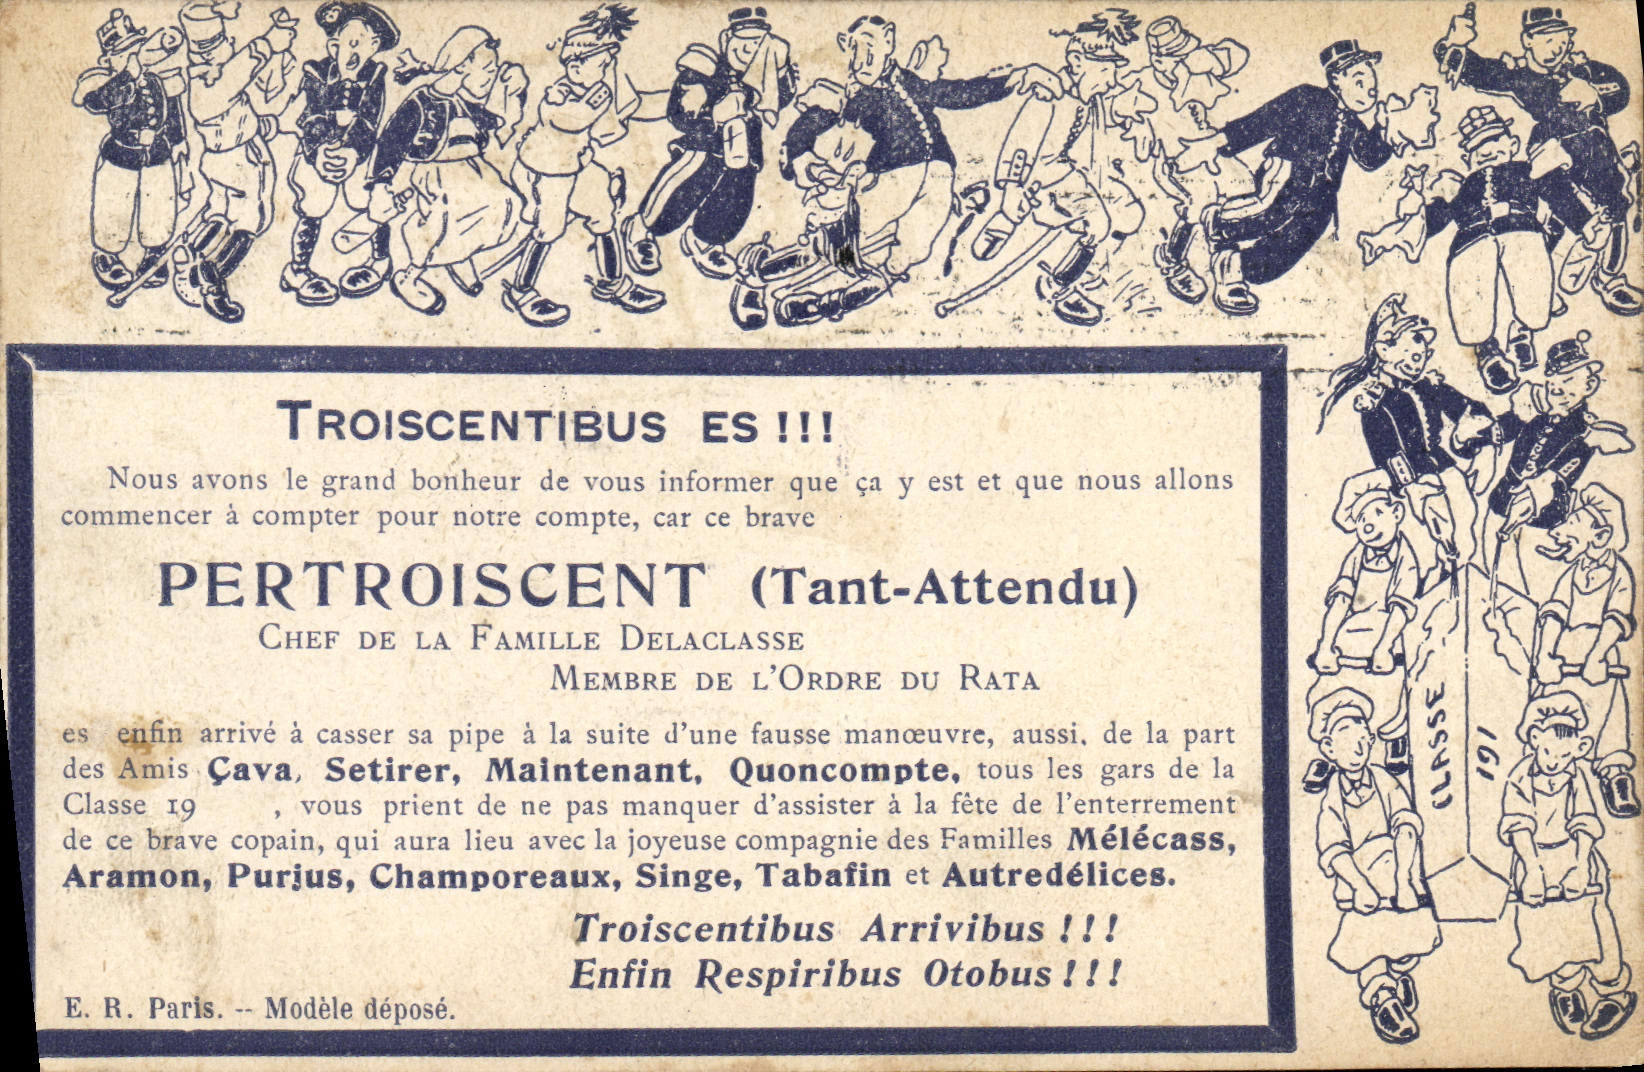 TROISCENTIBUS ES !!!
Nous avons le grand bonheur de vous informer que ça y est et que nous allons
commencer à compter pour notre compte, car ce brave
PERTROISCENT (Tant-Attendu)
CHEF DE LA FAMILLE DELACLASSE
MEMBRE DE L'ORDRE DU RATA
es enfin arrivé à casser sa pipe à la suite d'une fausse manœuvre, aussi, de la part
des Amis Çava, Setirer, Maintenant, Quoncompte, tous les gars de la
Classe 19 , vous prient de ne pas manquer d'assister à la fête de l'enterrement
de ce brave copain, qui aura lieu avec la joyeuse compagnie des Familles Mélécass,
Aramon, Purjus, Champoreaux, Singe, Tabafin et Autredélices.
Troiscentibus Arrivibus !!!
Enfin Respiribus Otobus !!!
E. R. Paris. -- Modèle déposé.
CLASSE
191